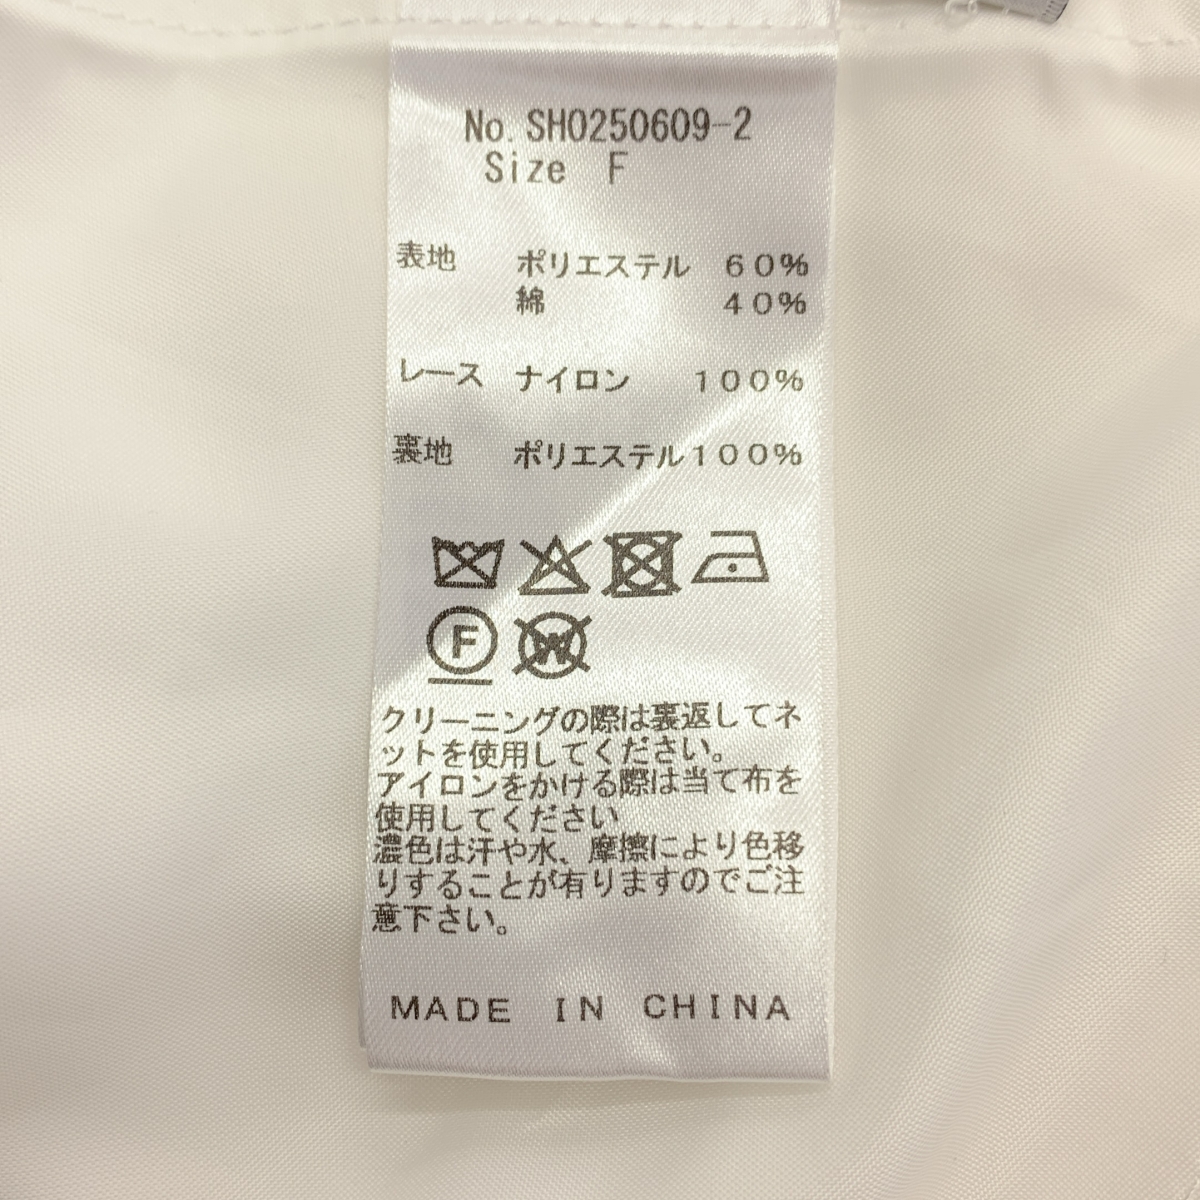 No. SH0250609-2
Size F
表地 ポリエステル 60%
綿 40%
レース ナイロン 100%
裏地 ポリエステル100%
F W
クリーニングの際は裏返してネ
ットを使用してください。
アイロンをかける際は当て布を
使用してください
濃色は汗や水、摩擦により色移
りすることが有りますのでご注
意下さい。
MADE IN CHINA